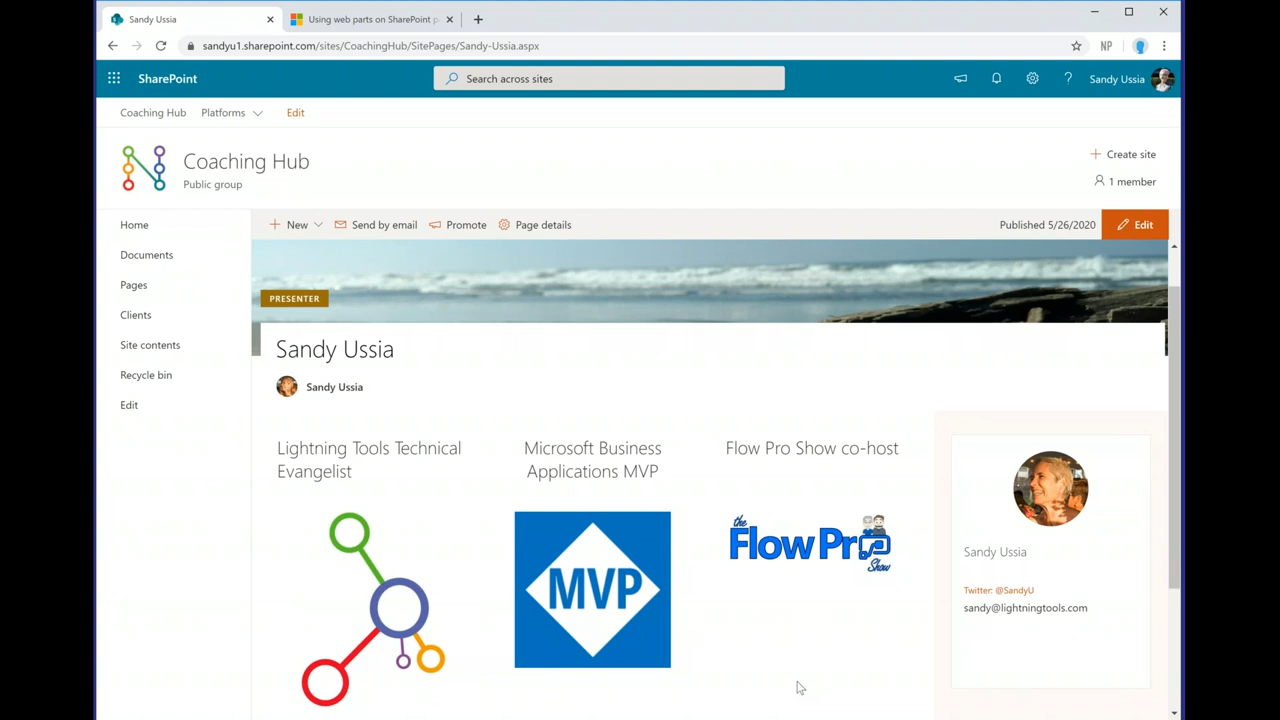 Sandy Ussia
Using web parts on SharePoint p
sandyu1.sharepoint.com/sites/CoachingHub/SitePages/Sandy-Ussia.aspx
NP
SharePoint
Search across sites
Sandy Ussia
Coaching Hub
Platforms
Edit
Coaching Hub
Public group
Create site
1 member
Home
Documents
Pages
Clients
Site contents
Recycle bin
Edit
New
Send by email
Promote
Page details
Published 5/26/2020
Edit
PRESENTER
Sandy Ussia
Sandy Ussia
Lightning Tools Technical
Evangelist
Microsoft Business
Applications MVP
MVP
Flow Pro Show co-host
the
Flow Pro
Show
Sandy Ussia
Twitter: @SandyU
sandy@lightningtools.com